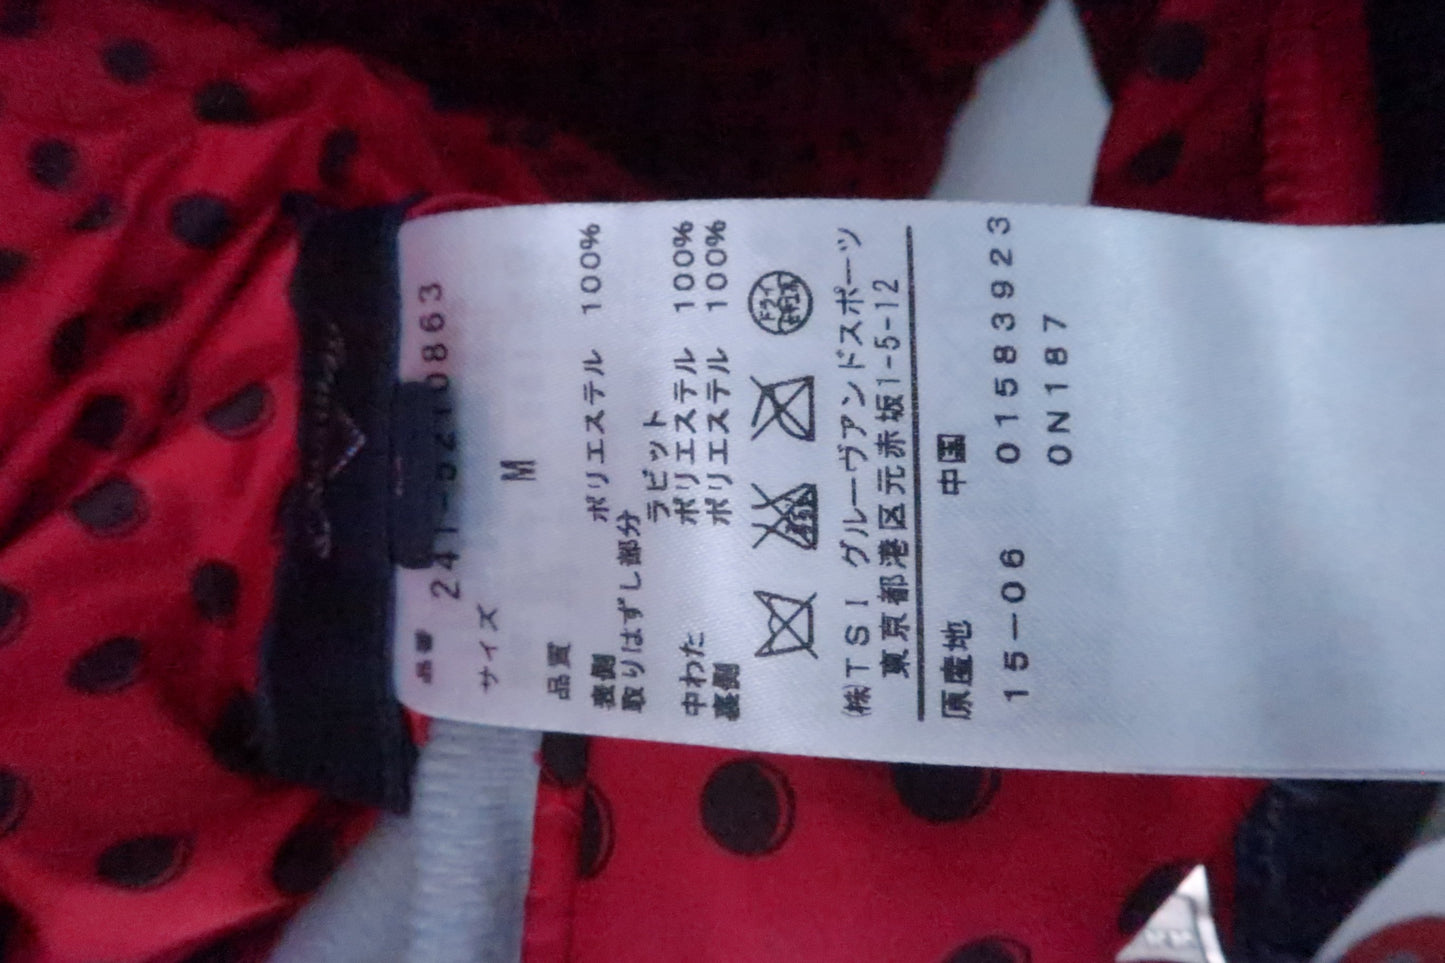 品番 241-5210863
サイズ
M
品質
表側 ポリエステル 100%
取りはずし部分
ラビット
中わた ポリエステル 100%
裏側 ポリエステル 100%
ドライ
㈱TSI グルーヴアンドスポーツ
東京都港区元赤坂1-5-12
原産地 中国
15-06 01583923
0N187